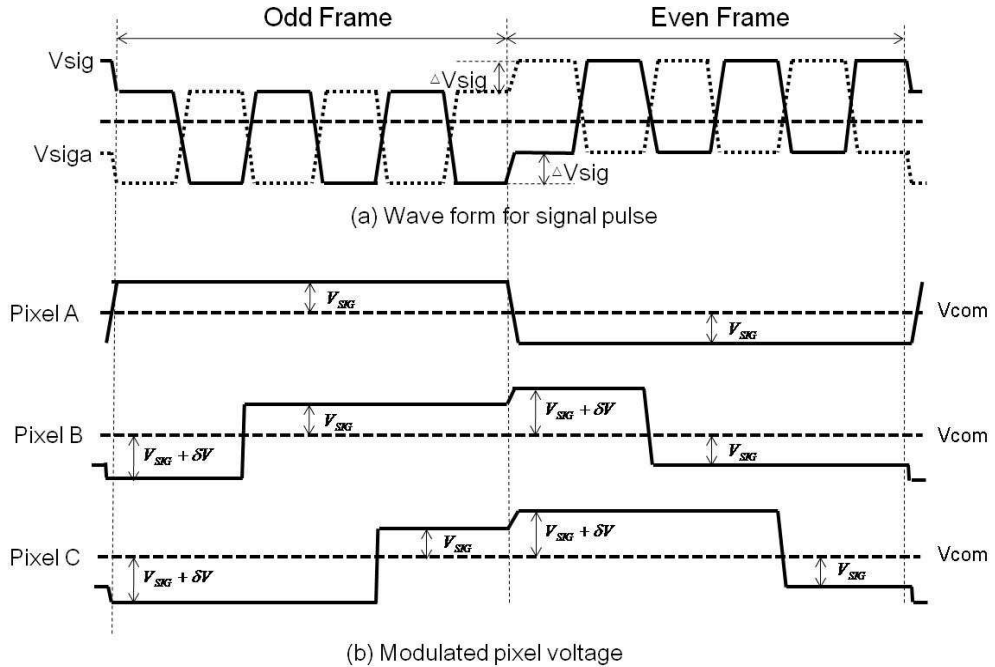 Odd Frame
Even Frame
Vsig
△Vsig
Vsiga
△Vsig
(a) Wave form for signal pulse
Pixel A
V_SIG
V_SIG
Vcom
Pixel B
V_SIG + δV
V_SIG
V_SIG + δV
V_SIG
Vcom
Pixel C
V_SIG + δV
V_SIG
V_SIG + δV
V_SIG
Vcom
(b) Modulated pixel voltage